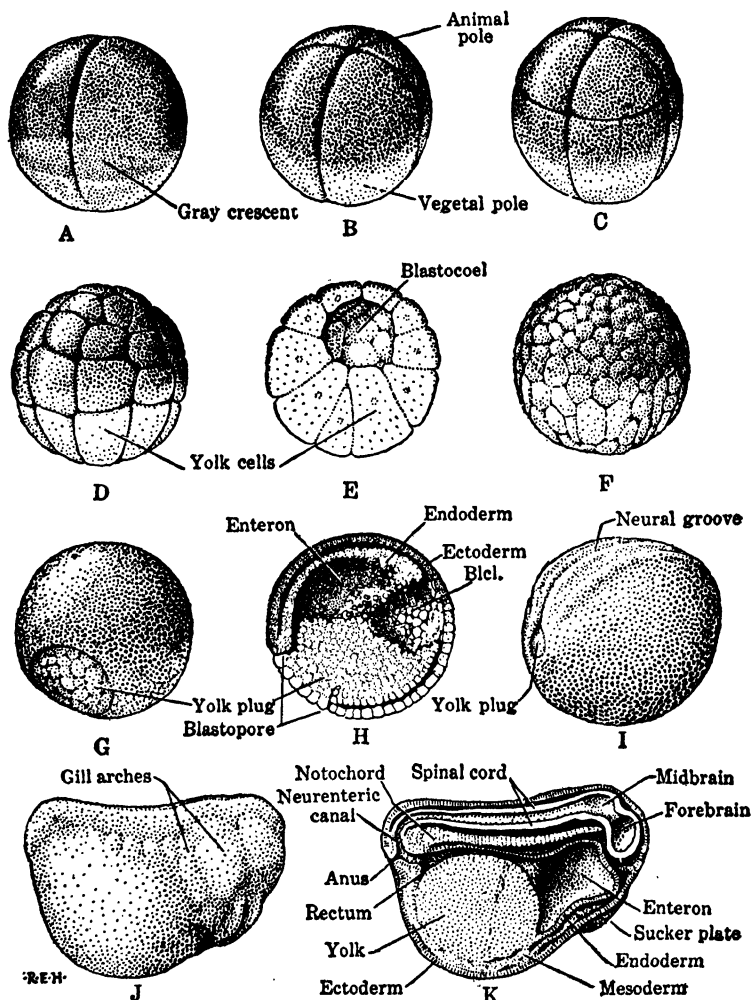 Animal
pole
Gray crescent
Vegetal pole
A
B
C
Blastocoel
Yolk cells
D
E
F
Enteron
Endoderm
Ectoderm
Blcl.
Neural groove
Yolk plug
Blastopore
Yolk plug
G
H
I
Gill arches
Notochord
Neurenteric
canal
Spinal cord
Midbrain
Forebrain
Anus
Rectum
Yolk
Ectoderm
Enteron
Sucker plate
Endoderm
Mesoderm
·R.E.H·
J
K